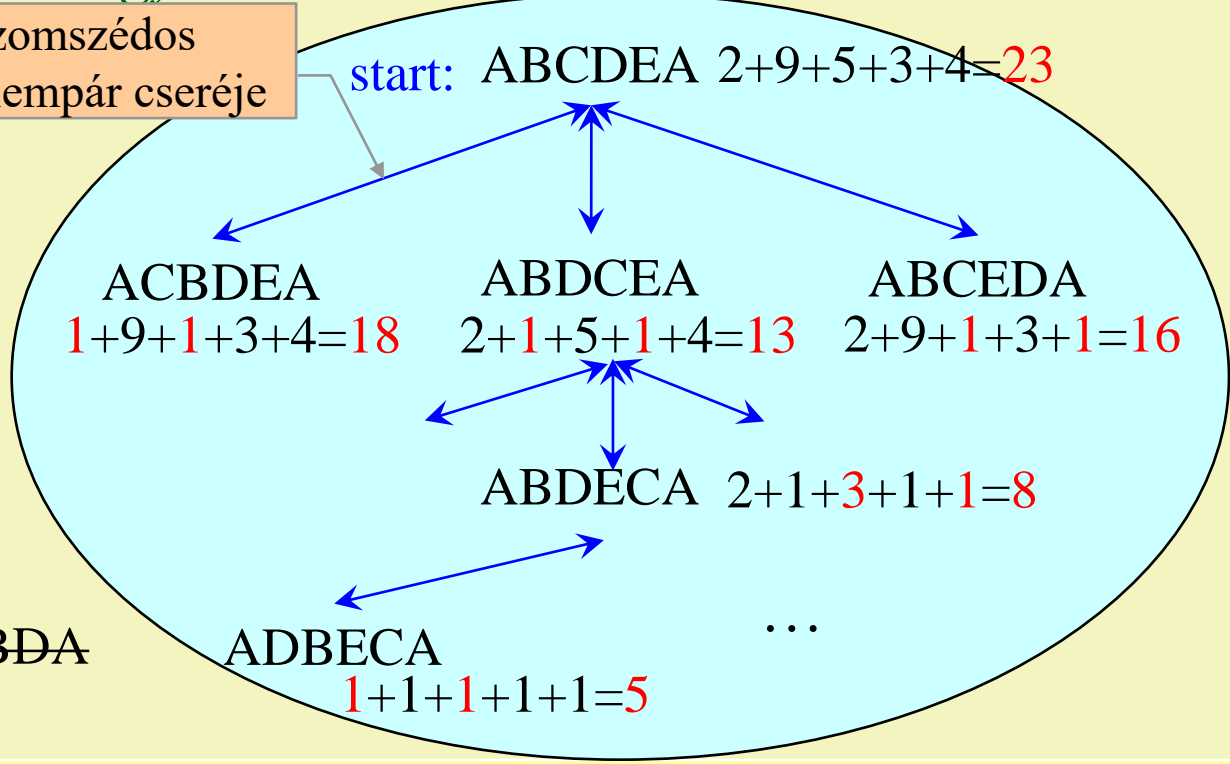 zomszédos
empár cseréje
start: ABCDEA 2+9+5+3+4=23
ACBDEA ABDCEA ABCEDA
1+9+1+3+4=18 2+1+5+1+4=13 2+9+1+3+1=16
ABDECA 2+1+3+1+1=8
BDA ADBECA ...
1+1+1+1+1=5